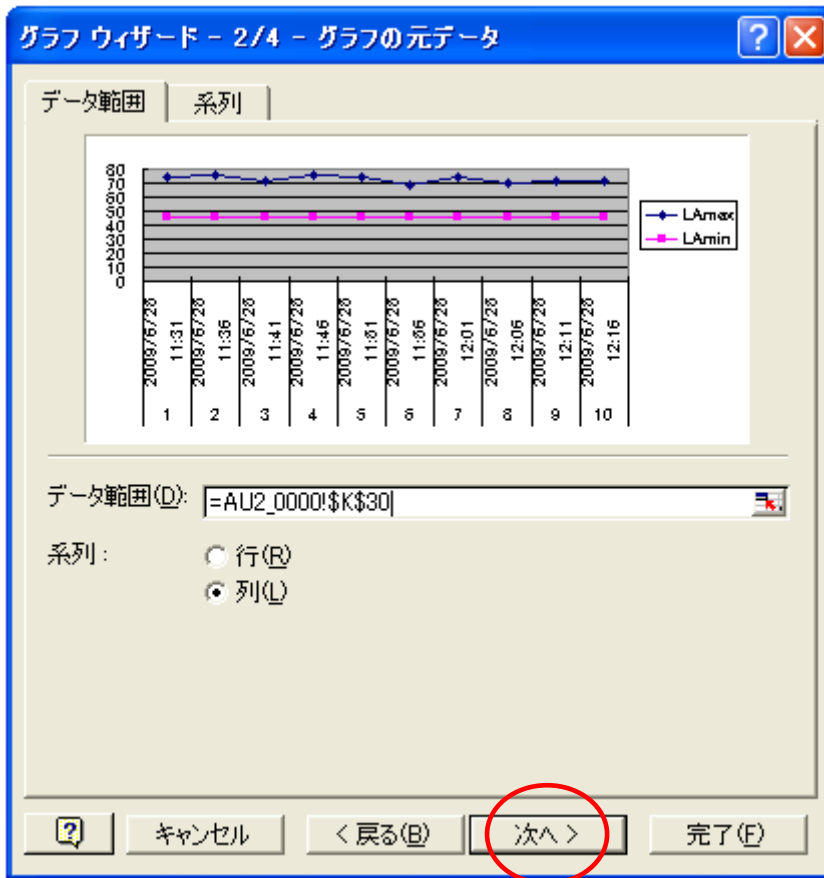 グラフ ウィザード - 2/4 - グラフの元データ
データ範囲
系列
80
70
60
50
40
30
20
10
0
LAmax
LAmin
2009/6/28 11:31
2009/6/28 11:36
2009/6/28 11:41
2009/6/28 11:46
2009/6/28 11:51
2009/6/28 11:56
2009/6/28 12:01
2009/6/28 12:06
2009/6/28 12:11
2009/6/28 12:16
1 2 3 4 5 6 7 8 9 10
データ範囲(D): =AU2_0000!$K$30
系列:
行(R)
列(L)
キャンセル
< 戻る(B)
次へ >
完了(F)